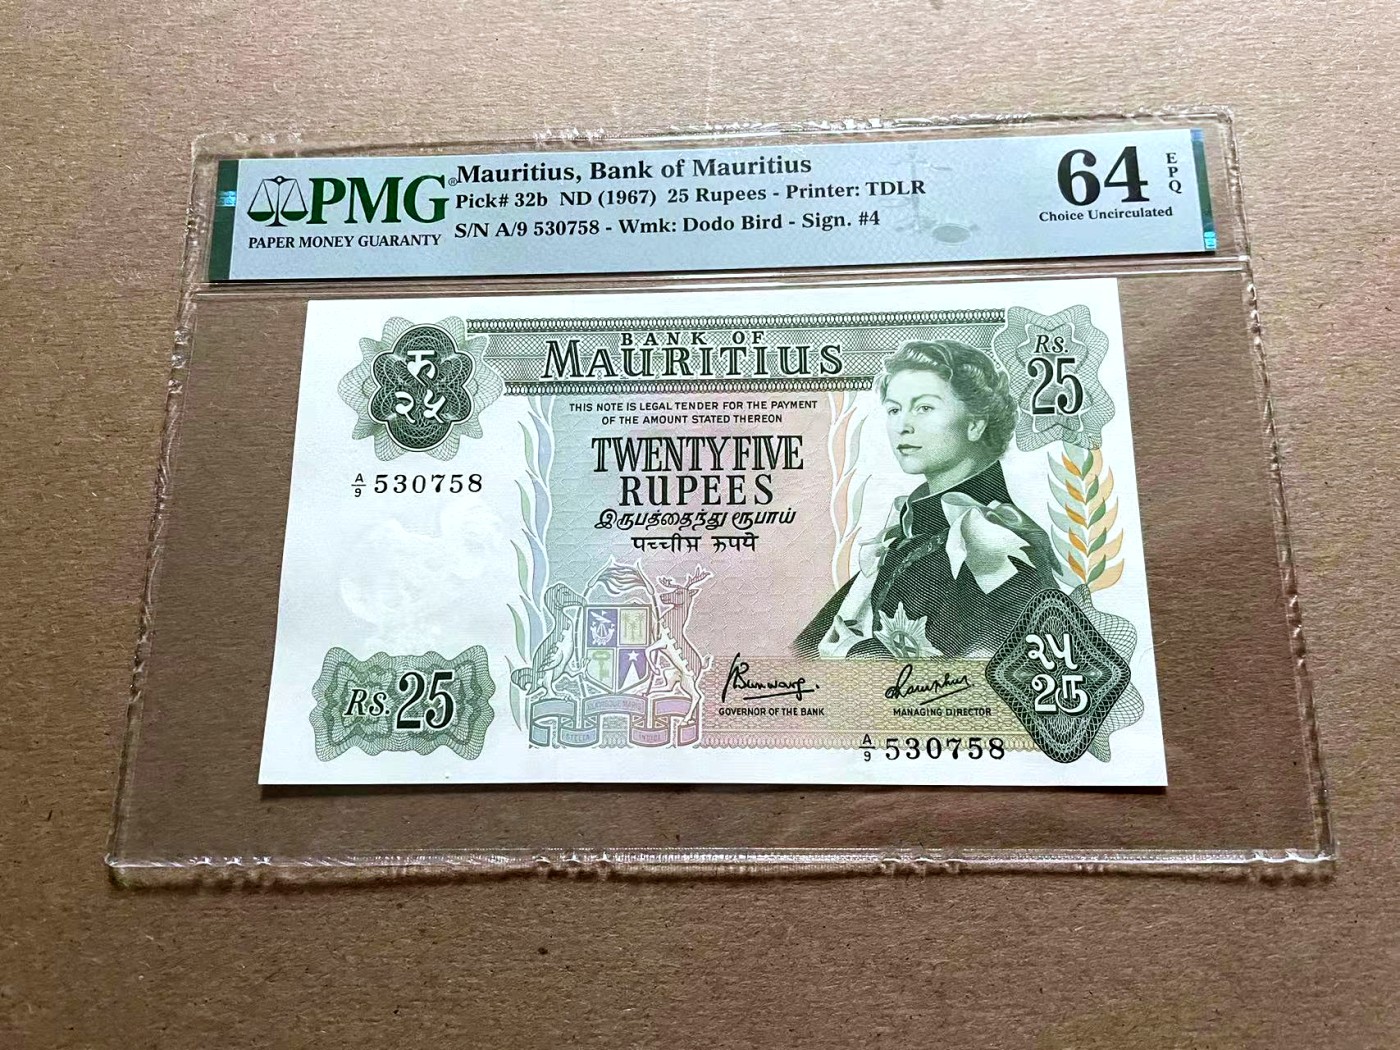 PMG®
PAPER MONEY GUARANTY
Mauritius, Bank of Mauritius
Pick# 32b ND (1967) 25 Rupees - Printer: TDLR
S/N A/9 530758 - Wmk: Dodo Bird - Sign. #4
64 EPQ
Choice Uncirculated
रु
२५
BANK OF
MAURITIUS
Rs.
25
THIS NOTE IS LEGAL TENDER FOR THE PAYMENT
OF THE AMOUNT STATED THEREON
TWENTY FIVE
RUPEES
இருபத்தைந்து ரூபாய்
पच्चीस रूपये
A/9 530758
Rs. 25
GOVERNOR OF THE BANK
MANAGING DIRECTOR
A/9 530758
२५